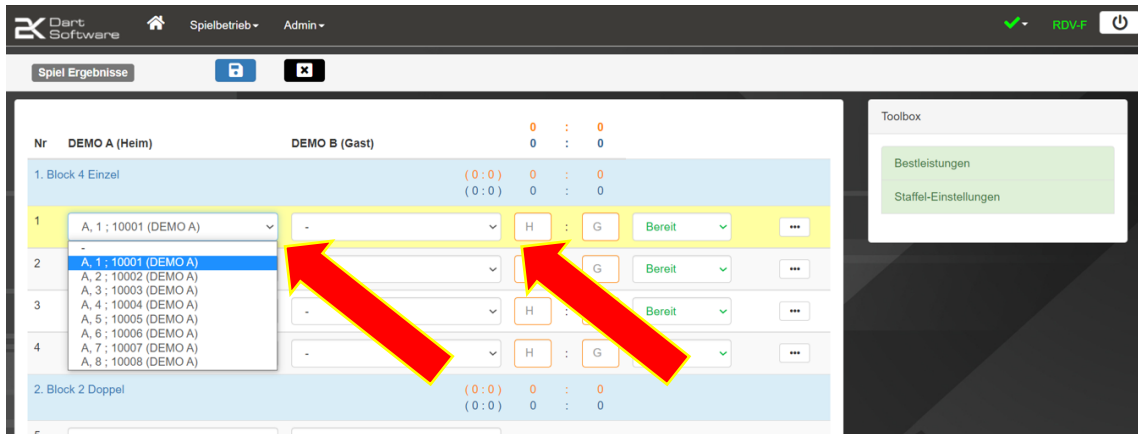 2K Dart Software Spielbetrieb Admin RDV-F
Spiel Ergebnisse
Toolbox
0 : 0
Nr DEMO A (Heim) DEMO B (Gast) 0 : 0
Bestleistungen
1. Block 4 Einzel ( 0 : 0 ) 0 : 0
( 0 : 0 ) 0 : 0
Staffel-Einstellungen
1 A, 1 ; 10001 (DEMO A) - H : G Bereit •••
-
A, 1 ; 10001 (DEMO A)
2 G Bereit •••
A, 2 ; 10002 (DEMO A)
A, 3 ; 10003 (DEMO A)
A, 4 ; 10004 (DEMO A)
3 - H : Bereit •••
A, 5 ; 10005 (DEMO A)
A, 6 ; 10006 (DEMO A)
4 - H : G •••
A, 7 ; 10007 (DEMO A)
A, 8 ; 10008 (DEMO A)
2. Block 2 Doppel ( 0 : 0 ) 0 : 0
( 0 : 0 ) 0 : 0